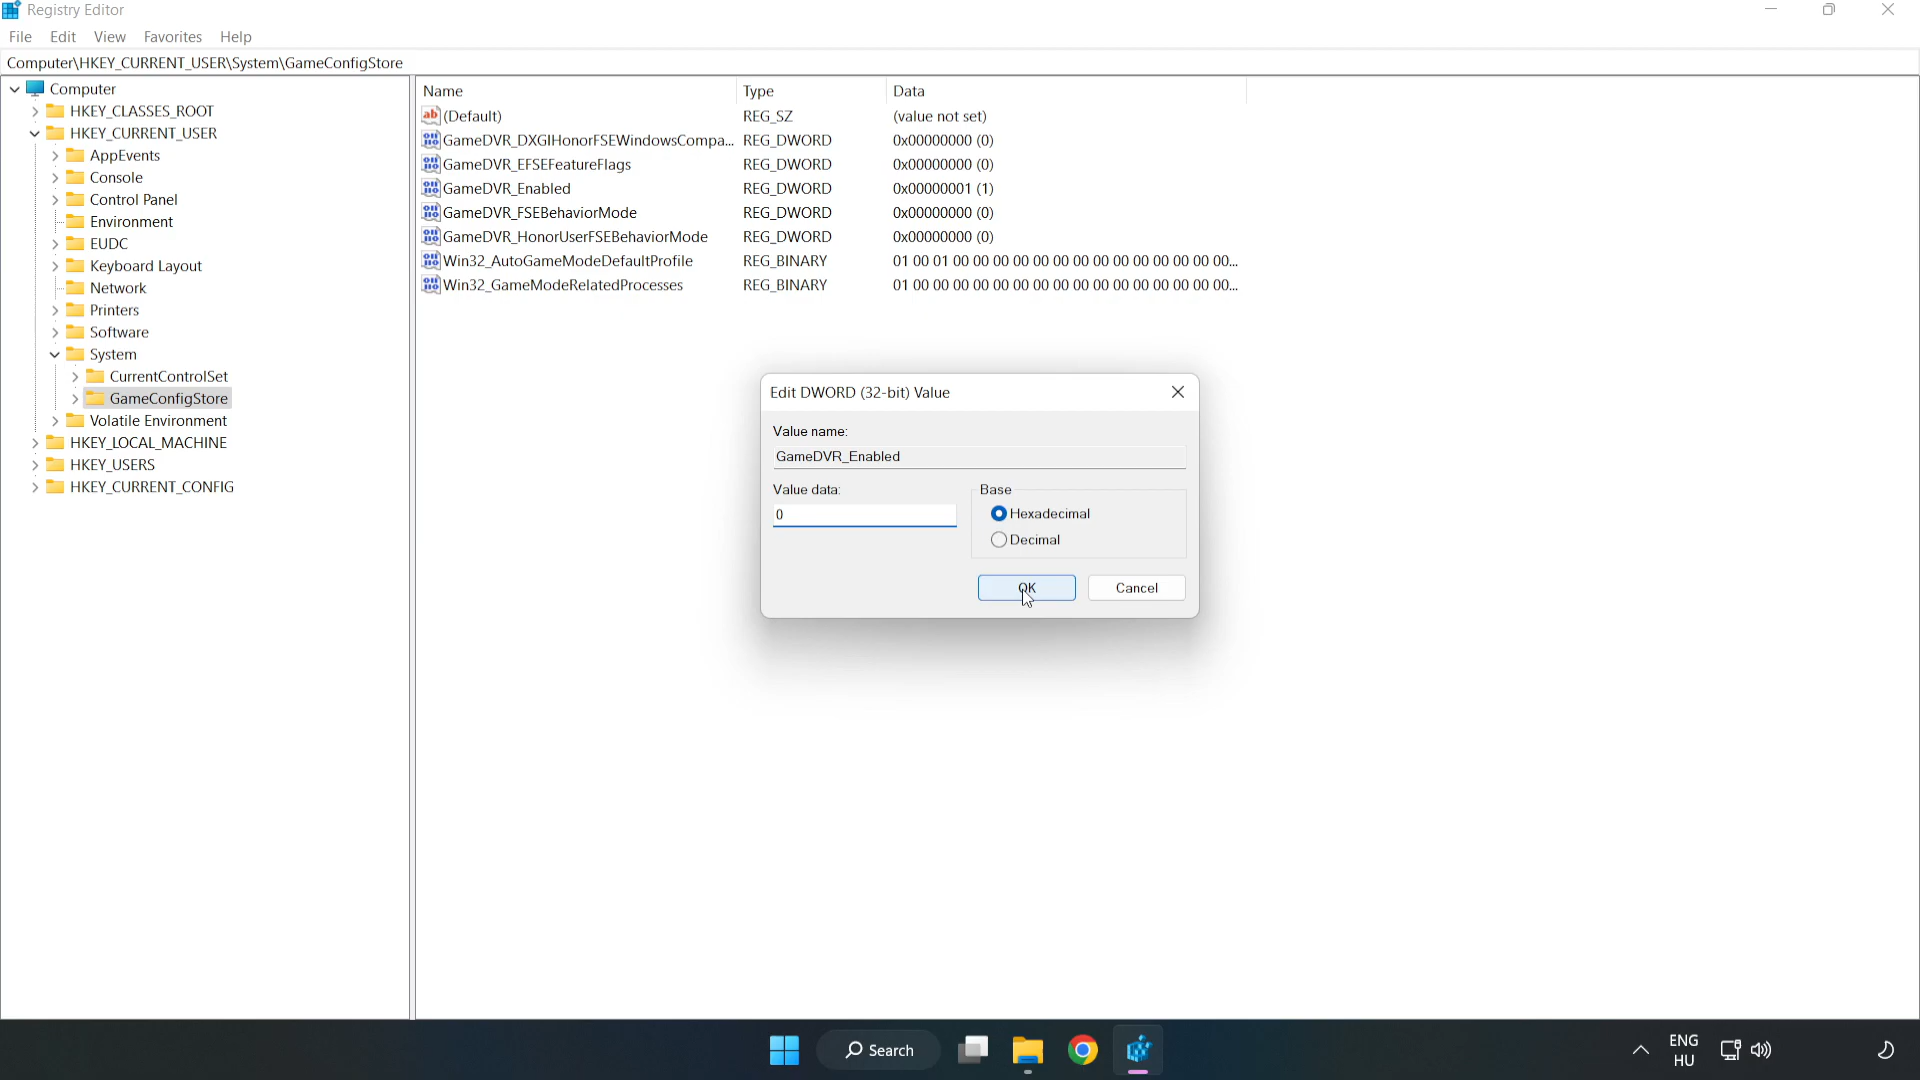 Registry Editor
File Edit View Favorites Help
Computer\HKEY_CURRENT_USER\System\GameConfigStore
Computer
HKEY_CLASSES_ROOT
HKEY_CURRENT_USER
AppEvents
Console
Control Panel
Environment
EUDC
Keyboard Layout
Network
Printers
Software
System
CurrentControlSet
GameConfigStore
Volatile Environment
HKEY_LOCAL_MACHINE
HKEY_USERS
HKEY_CURRENT_CONFIG
Name Type Data
(Default) REG_SZ (value not set)
GameDVR_DXGIHonorFSEWindowsCompa... REG_DWORD 0x00000000 (0)
GameDVR_EFSEFeatureFlags REG_DWORD 0x00000000 (0)
GameDVR_Enabled REG_DWORD 0x00000001 (1)
GameDVR_FSEBehaviorMode REG_DWORD 0x00000000 (0)
GameDVR_HonorUserFSEBehaviorMode REG_DWORD 0x00000000 (0)
Win32_AutoGameModeDefaultProfile REG_BINARY 01 00 01 00 00 00 00 00 00 00 00 00 00 00 00 00 00...
Win32_GameModeRelatedProcesses REG_BINARY 01 00 00 00 00 00 00 00 00 00 00 00 00 00 00 00 00...
Edit DWORD (32-bit) Value
Value name:
GameDVR_Enabled
Value data: Base
0 Hexadecimal
Decimal
OK Cancel
Search
ENG
HU